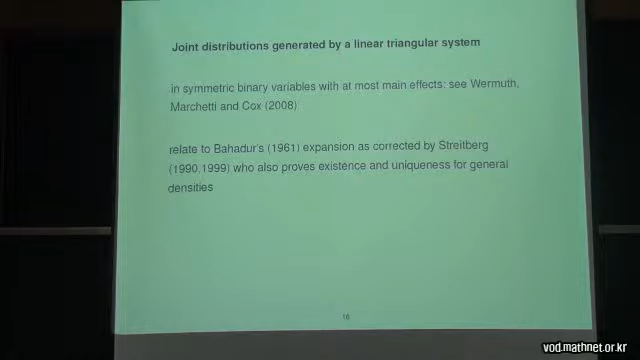 Joint distributions generated by a linear triangular system
in symmetric binary variables with at most main effects: see Wermuth,
Marchetti and Cox (2008)
relate to Bahadur's (1961) expansion as corrected by Streitberg
(1990,1999) who also proves existence and uniqueness for general
densities
16
vod.mathnet.or.kr